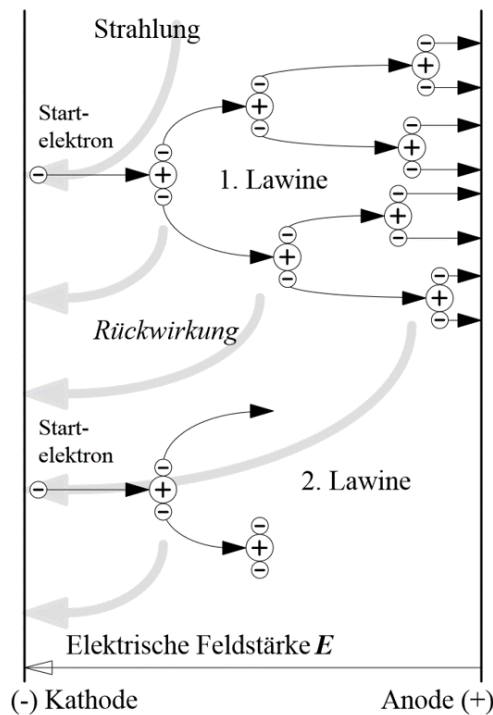 Strahlung
Start-
elektron
1. Lawine
Rückwirkung
Start-
elektron
2. Lawine
Elektrische Feldstärke E
(-) Kathode
Anode (+)